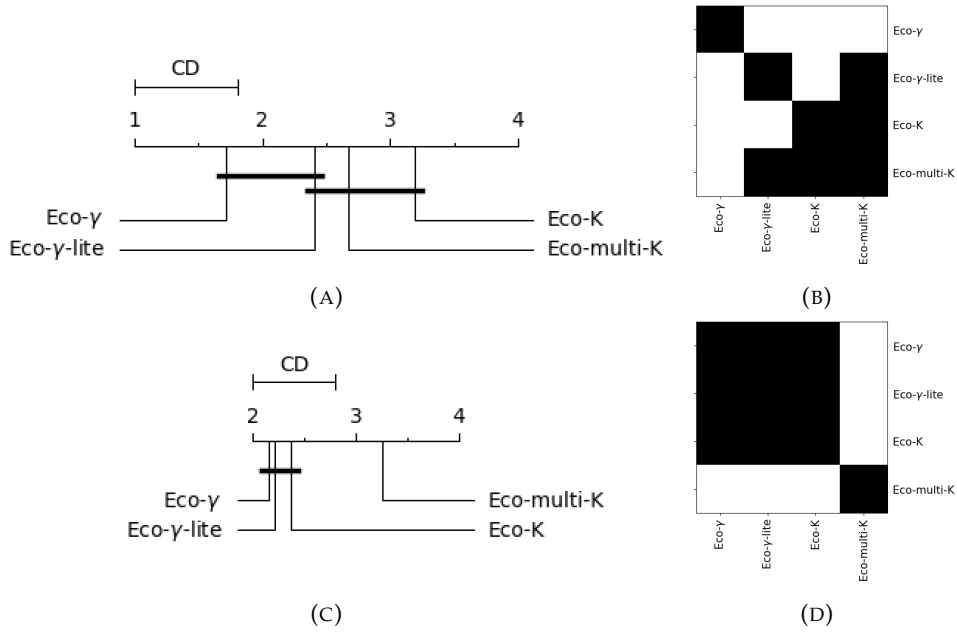 CD
1 2 3 4
Eco-γ Eco-K
Eco-γ-lite Eco-multi-K
(A)
Eco-γ
Eco-γ-lite
Eco-K
Eco-multi-K
Eco-γ Eco-γ-lite Eco-K Eco-multi-K
(B)
CD
2 3 4
Eco-γ Eco-multi-K
Eco-γ-lite Eco-K
(C)
Eco-γ
Eco-γ-lite
Eco-K
Eco-multi-K
Eco-γ Eco-γ-lite Eco-K Eco-multi-K
(D)